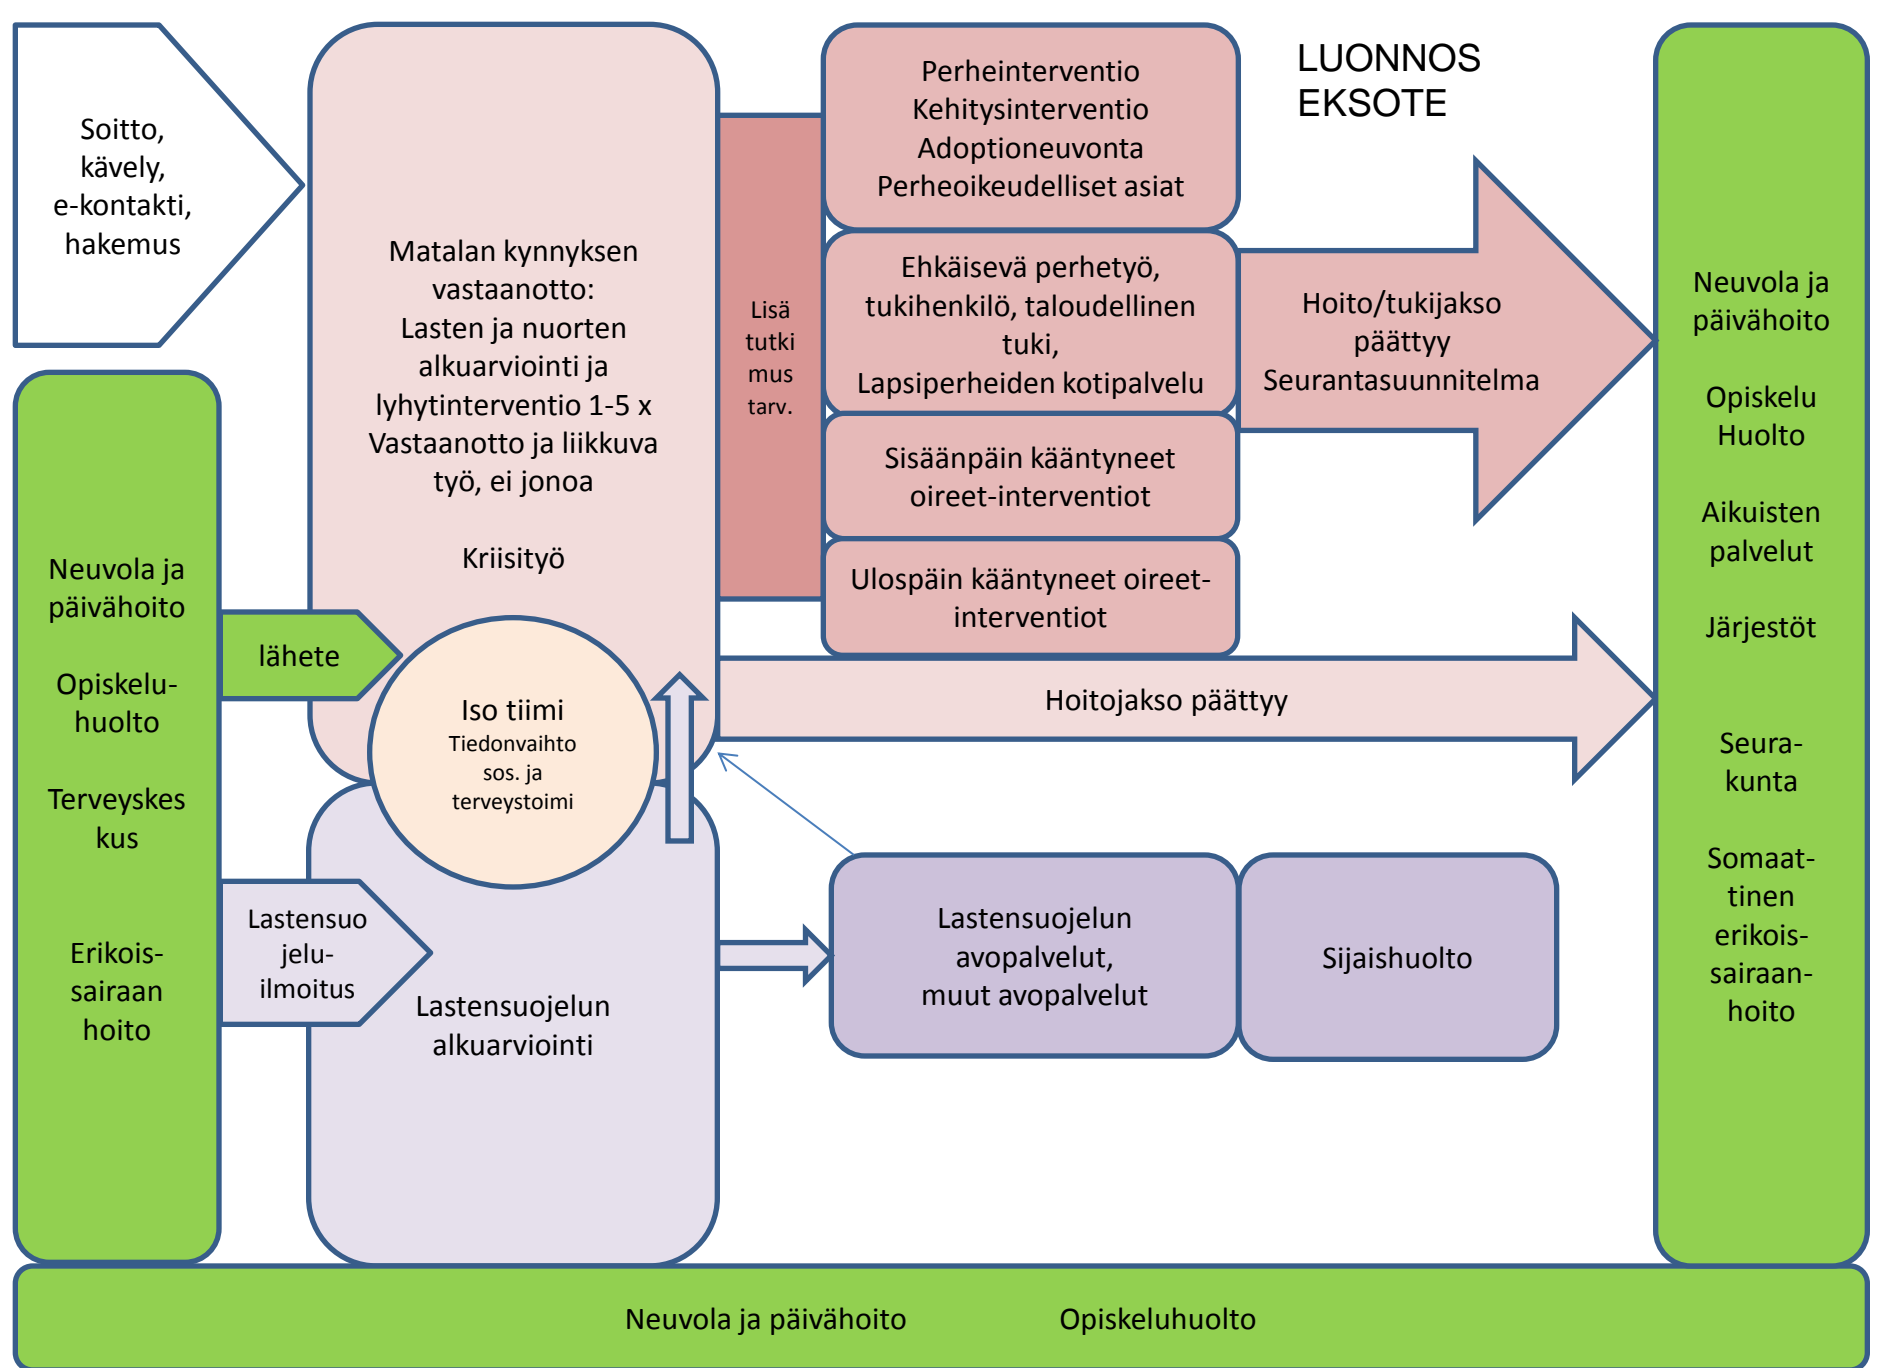 Soitto,
kävely,
e-kontakti,
hakemus
Neuvola ja
päivähoito
Opiskelu-
huolto
Terveyskes
kus
Erikois-
sairaan
hoito
lähete
Lastensuo
jelu-
ilmoitus
Matalan kynnyksen
vastaanotto:
Lasten ja nuorten
alkuarviointi ja
lyhytinterventio 1-5 x
Vastaanotto ja liikkuva
työ, ei jonoa
Kriisityö
Iso tiimi
Tiedonvaihto
sos. ja
terveystoimi
Lastensuojelun
alkuarviointi
Lisä
tutki
mus
tarv.
Perheinterventio
Kehitysinterventio
Adoptioneuvonta
Perheoikeudelliset asiat
Ehkäisevä perhetyö,
tukihenkilö, taloudellinen
tuki,
Lapsiperheiden kotipalvelu
Sisäänpäin kääntyneet
oireet-interventiot
Ulospäin kääntyneet oireet-
interventiot
LUONNOS
EKSOTE
Hoito/tukijakso
päättyy
Seurantasuunnitelma
Hoitojakso päättyy
Lastensuojelun
avopalvelut,
muut avopalvelut
Sijaishuolto
Neuvola ja
päivähoito
Opiskelu
Huolto
Aikuisten
palvelut
Järjestöt
Seura-
kunta
Somaat-
tinen
erikois-
sairaan-
hoito
Neuvola ja päivähoito Opiskeluhuolto